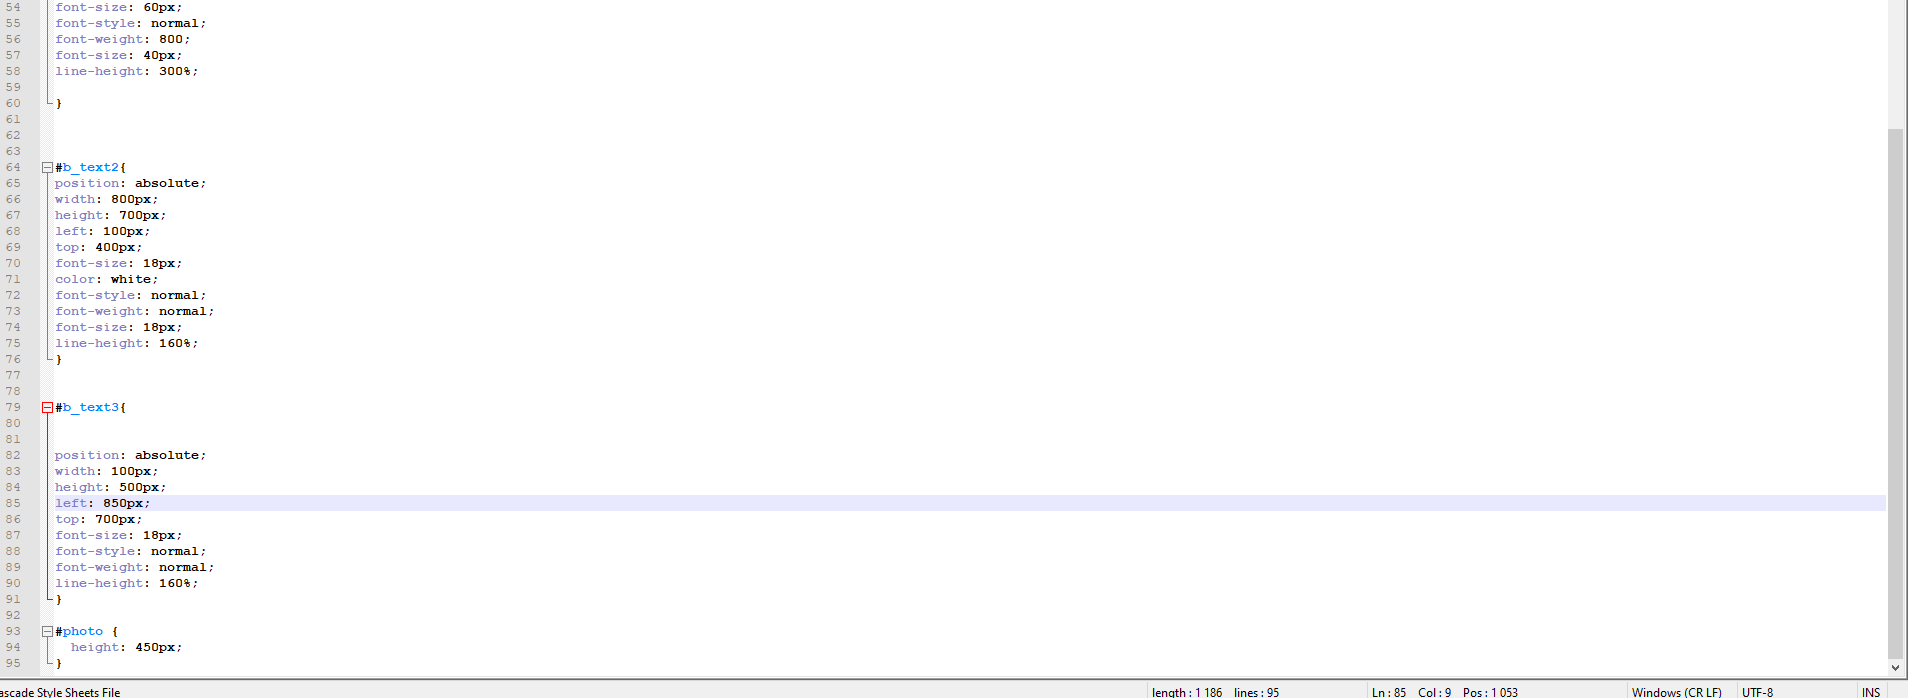 54 font-size: 60px;
55 font-style: normal;
56 font-weight: 800;
57 font-size: 40px;
58 line-height: 300%;
59
60 }
61
62
63
64 #b_text2{
65 position: absolute;
66 width: 800px;
67 height: 700px;
68 left: 100px;
69 top: 400px;
70 font-size: 18px;
71 color: white;
72 font-style: normal;
73 font-weight: normal;
74 font-size: 18px;
75 line-height: 160%;
76 }
77
78
79 #b_text3{
80
81
82 position: absolute;
83 width: 100px;
84 height: 500px;
85 left: 850px;
86 top: 700px;
87 font-size: 18px;
88 font-style: normal;
89 font-weight: normal;
90 line-height: 160%;
91 }
92
93 #photo {
94   height: 450px;
95 }
ascade Style Sheets File length : 1 186 lines : 95 Ln : 85 Col : 9 Pos : 1 053 Windows (CR LF) UTF-8 INS